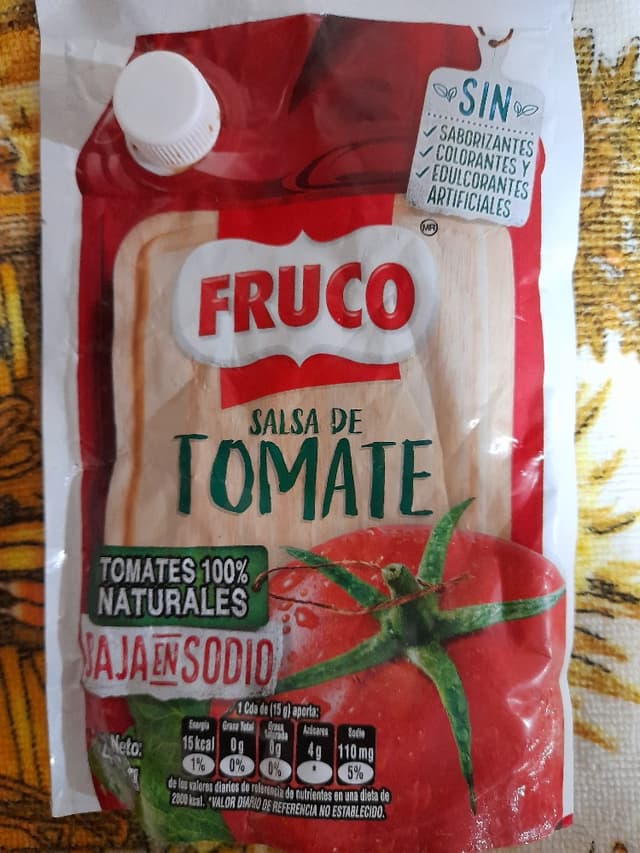 SIN
✓ SABORIZANTES
✓ COLORANTES Y
✓ EDULCORANTES
ARTIFICIALES
MR
FRUCO
SALSA DE
TOMATE
TOMATES 100%
NATURALES
BAJA EN SODIO
1 Cda de (15 g) aporta:
Energía Grasa Total Grasa Saturada Azúcares Sodio
15 kcal 0g 0g 4g 110 mg
1% 0% 0% * 5%
Neto:
de los valores diarios de referencia de nutrientes en una dieta de
2000 kcal. *VALOR DIARIO DE REFERENCIA NO ESTABLECIDO.